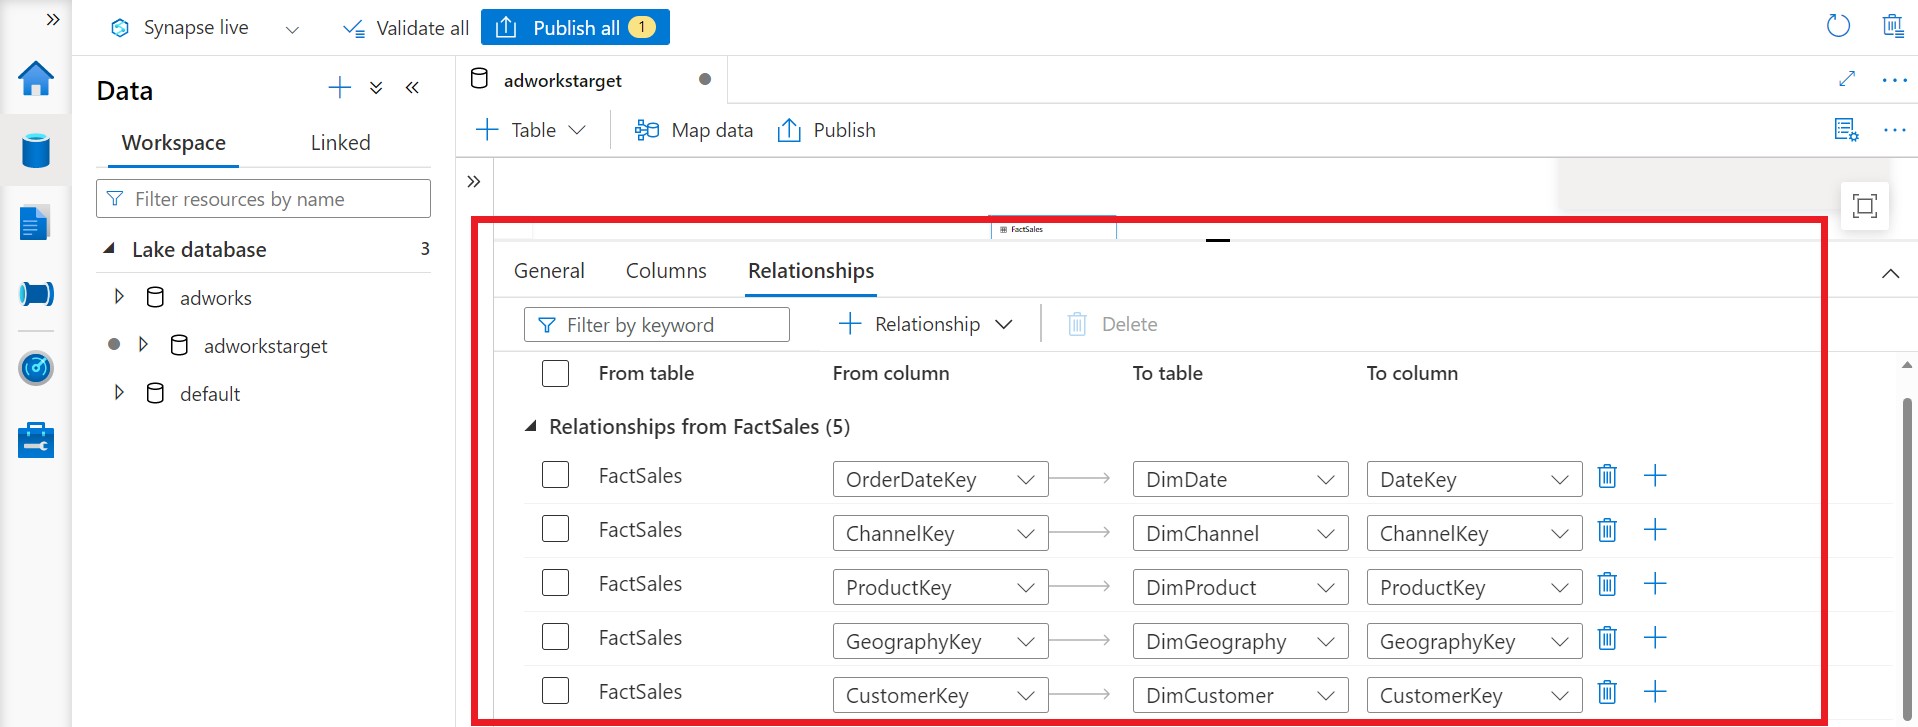 Synapse live
Validate all
Publish all 1
Data
Workspace Linked
Filter resources by name
Lake database 3
adworks
adworkstarget
default
adworkstarget
Table Map data Publish
FactSales
General Columns Relationships
Filter by keyword Relationship Delete
From table From column To table To column
Relationships from FactSales (5)
FactSales OrderDateKey DimDate DateKey
FactSales ChannelKey DimChannel ChannelKey
FactSales ProductKey DimProduct ProductKey
FactSales GeographyKey DimGeography GeographyKey
FactSales CustomerKey DimCustomer CustomerKey